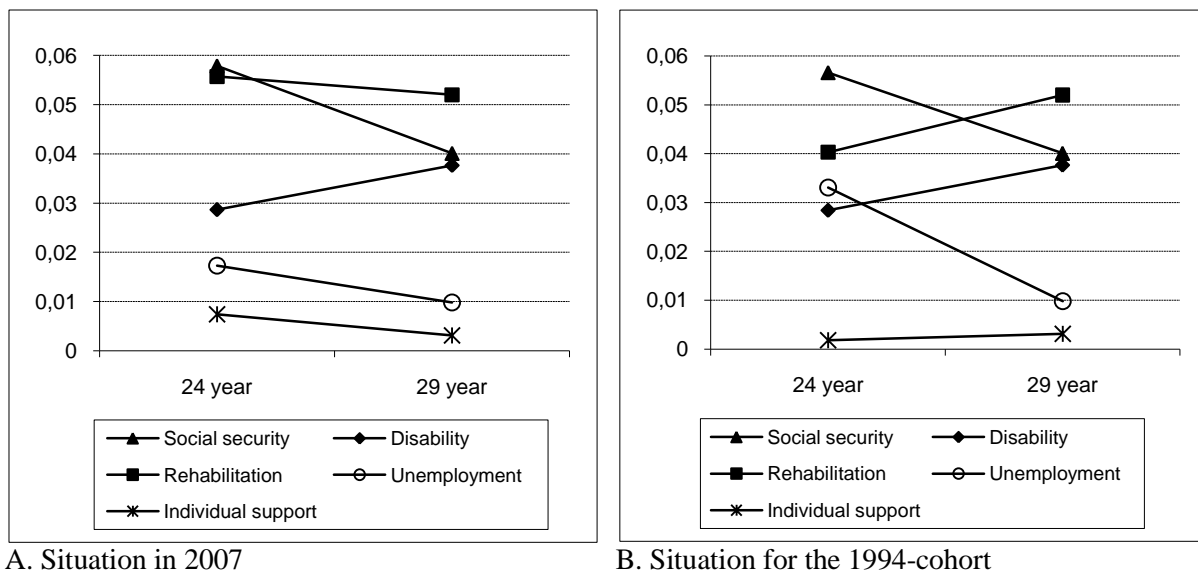 0,06
0,05
0,04
0,03
0,02
0,01
0
24 year 29 year
Social security Disability
Rehabilitation Unemployment
Individual support
A. Situation in 2007
0,06
0,05
0,04
0,03
0,02
0,01
0
24 year 29 year
Social security Disability
Rehabilitation Unemployment
Individual support
B. Situation for the 1994-cohort